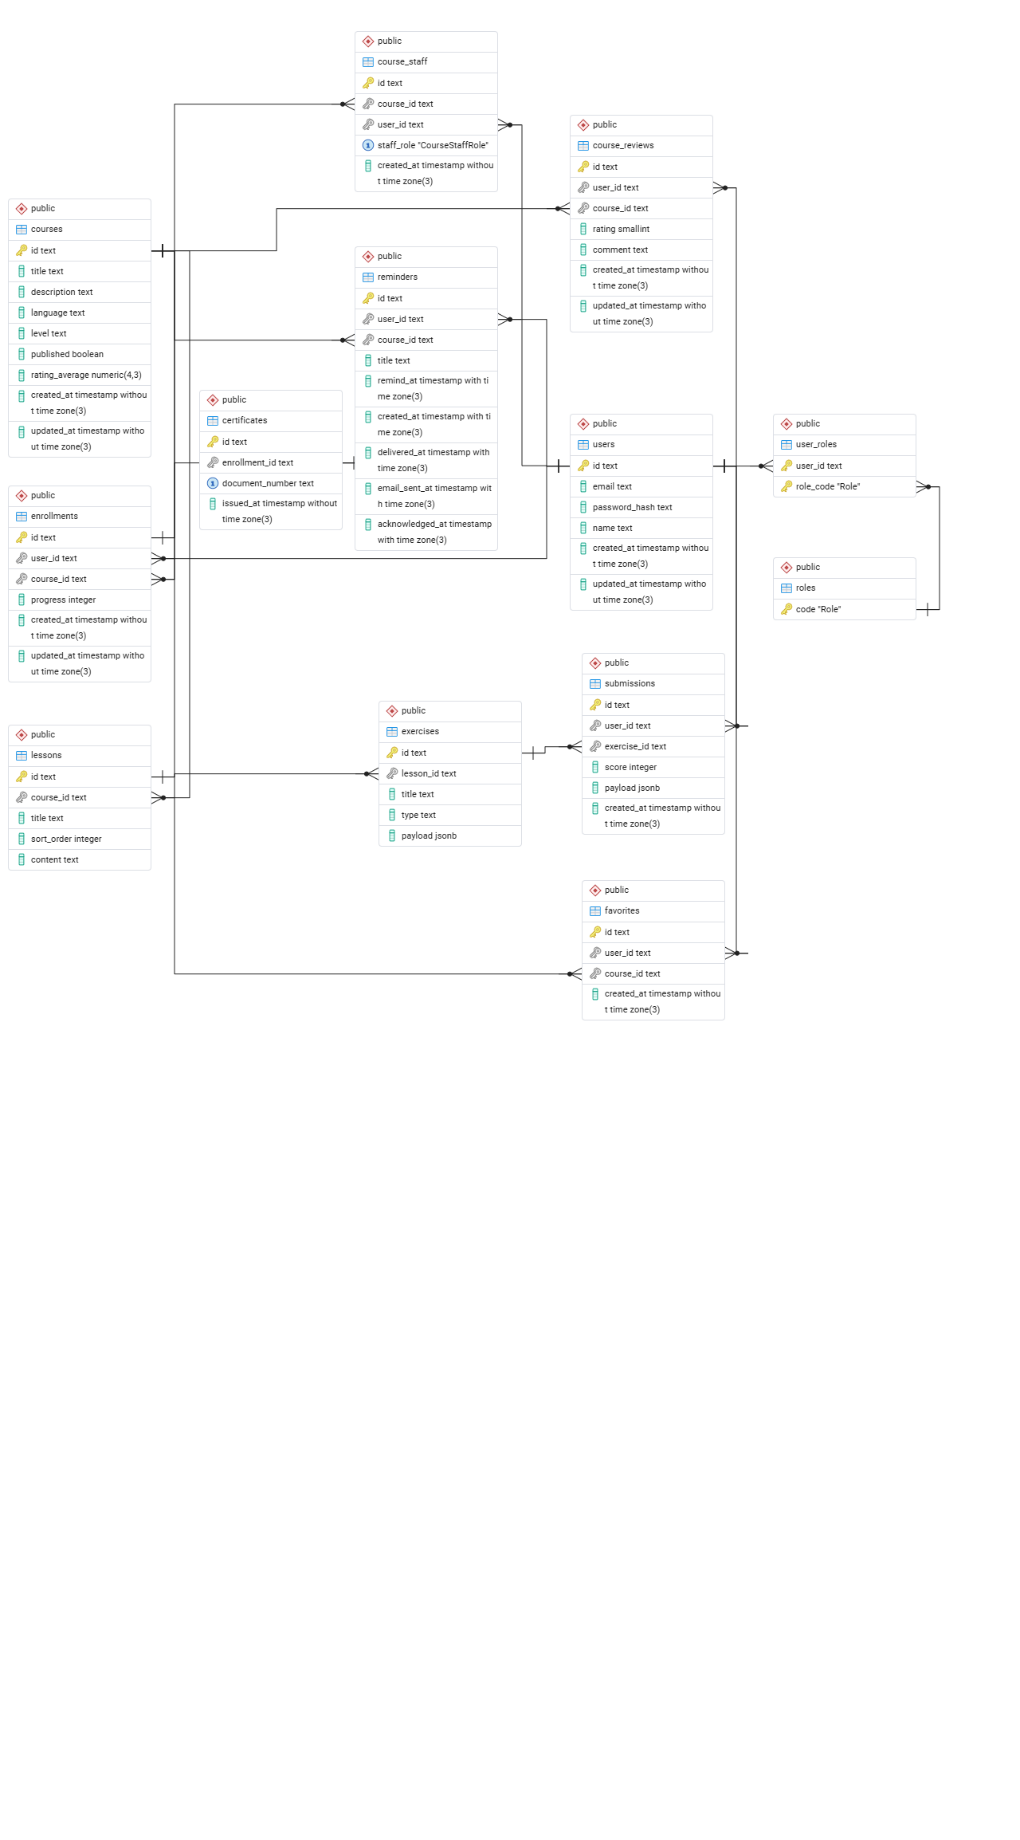 public
course_staff
id text
course_id text
user_id text
staff_role "CourseStaffRole"
created_at timestamp withou
t time zone(3)
public
course_reviews
id text
user_id text
course_id text
rating smallint
comment text
created_at timestamp withou
t time zone(3)
updated_at timestamp witho
ut time zone(3)
public
courses
id text
title text
description text
language text
level text
published boolean
rating_average numeric(4,3)
created_at timestamp withou
t time zone(3)
updated_at timestamp witho
ut time zone(3)
public
reminders
id text
user_id text
course_id text
title text
remind_at timestamp with ti
me zone(3)
created_at timestamp with ti
me zone(3)
delivered_at timestamp with
time zone(3)
email_sent_at timestamp wit
h time zone(3)
acknowledged_at timestamp
with time zone(3)
public
certificates
id text
enrollment_id text
1 document_number text
issued_at timestamp without
time zone(3)
public
users
id text
email text
password_hash text
name text
created_at timestamp withou
t time zone(3)
updated_at timestamp witho
ut time zone(3)
public
user_roles
user_id text
role_code "Role"
public
enrollments
id text
user_id text
course_id text
progress integer
created_at timestamp withou
t time zone(3)
updated_at timestamp witho
ut time zone(3)
public
roles
code "Role"
public
submissions
id text
user_id text
exercise_id text
score integer
payload jsonb
created_at timestamp withou
t time zone(3)
public
exercises
id text
lesson_id text
title text
type text
payload jsonb
public
lessons
id text
course_id text
title text
sort_order integer
content text
public
favorites
id text
user_id text
course_id text
created_at timestamp withou
t time zone(3)